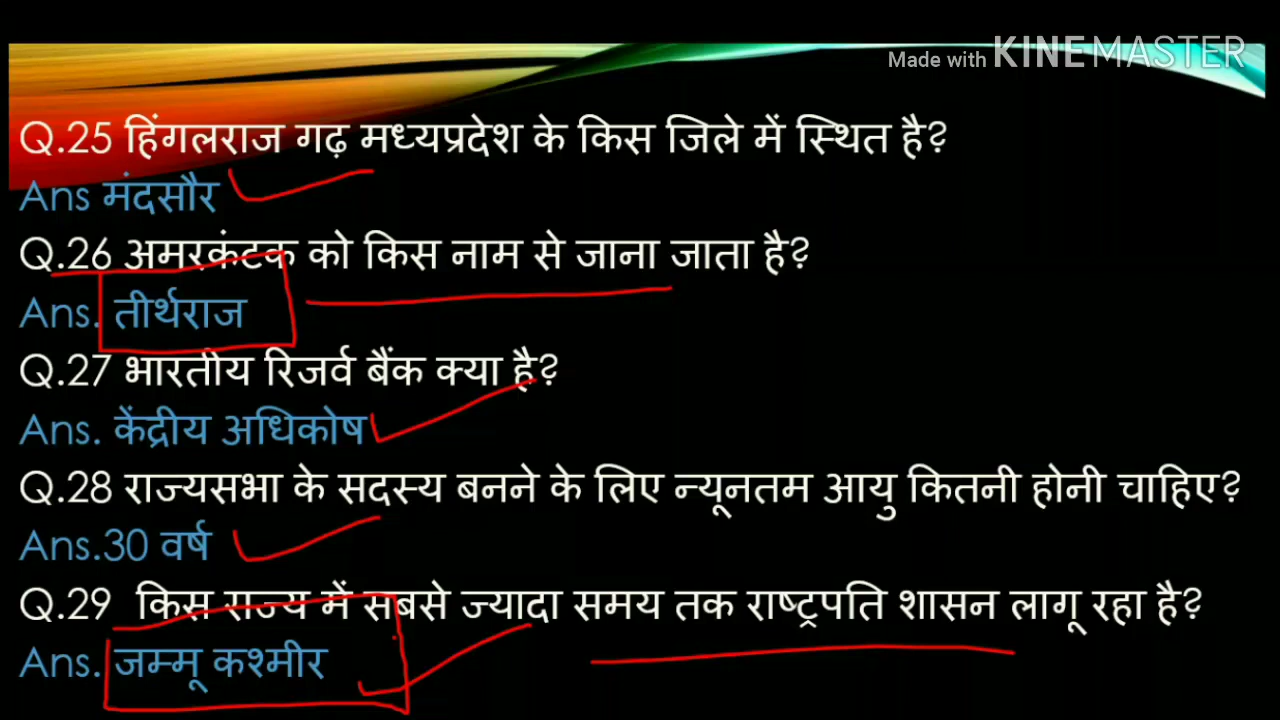 Made with KINEMASTER
Q.25 हिंगलराज गढ़ मध्यप्रदेश के किस जिले में स्थित है?
Ans मंदसौर
Q.26 अमरकंटक को किस नाम से जाना जाता है?
Ans. तीर्थराज
Q.27 भारतीय रिजर्व बैंक क्या है?
Ans. केंद्रीय अधिकोष
Q.28 राज्यसभा के सदस्य बनने के लिए न्यूनतम आयु कितनी होनी चाहिए?
Ans.30 वर्ष
Q.29 किस राज्य में सबसे ज्यादा समय तक राष्ट्रपति शासन लागू रहा है?
Ans. जम्मू कश्मीर